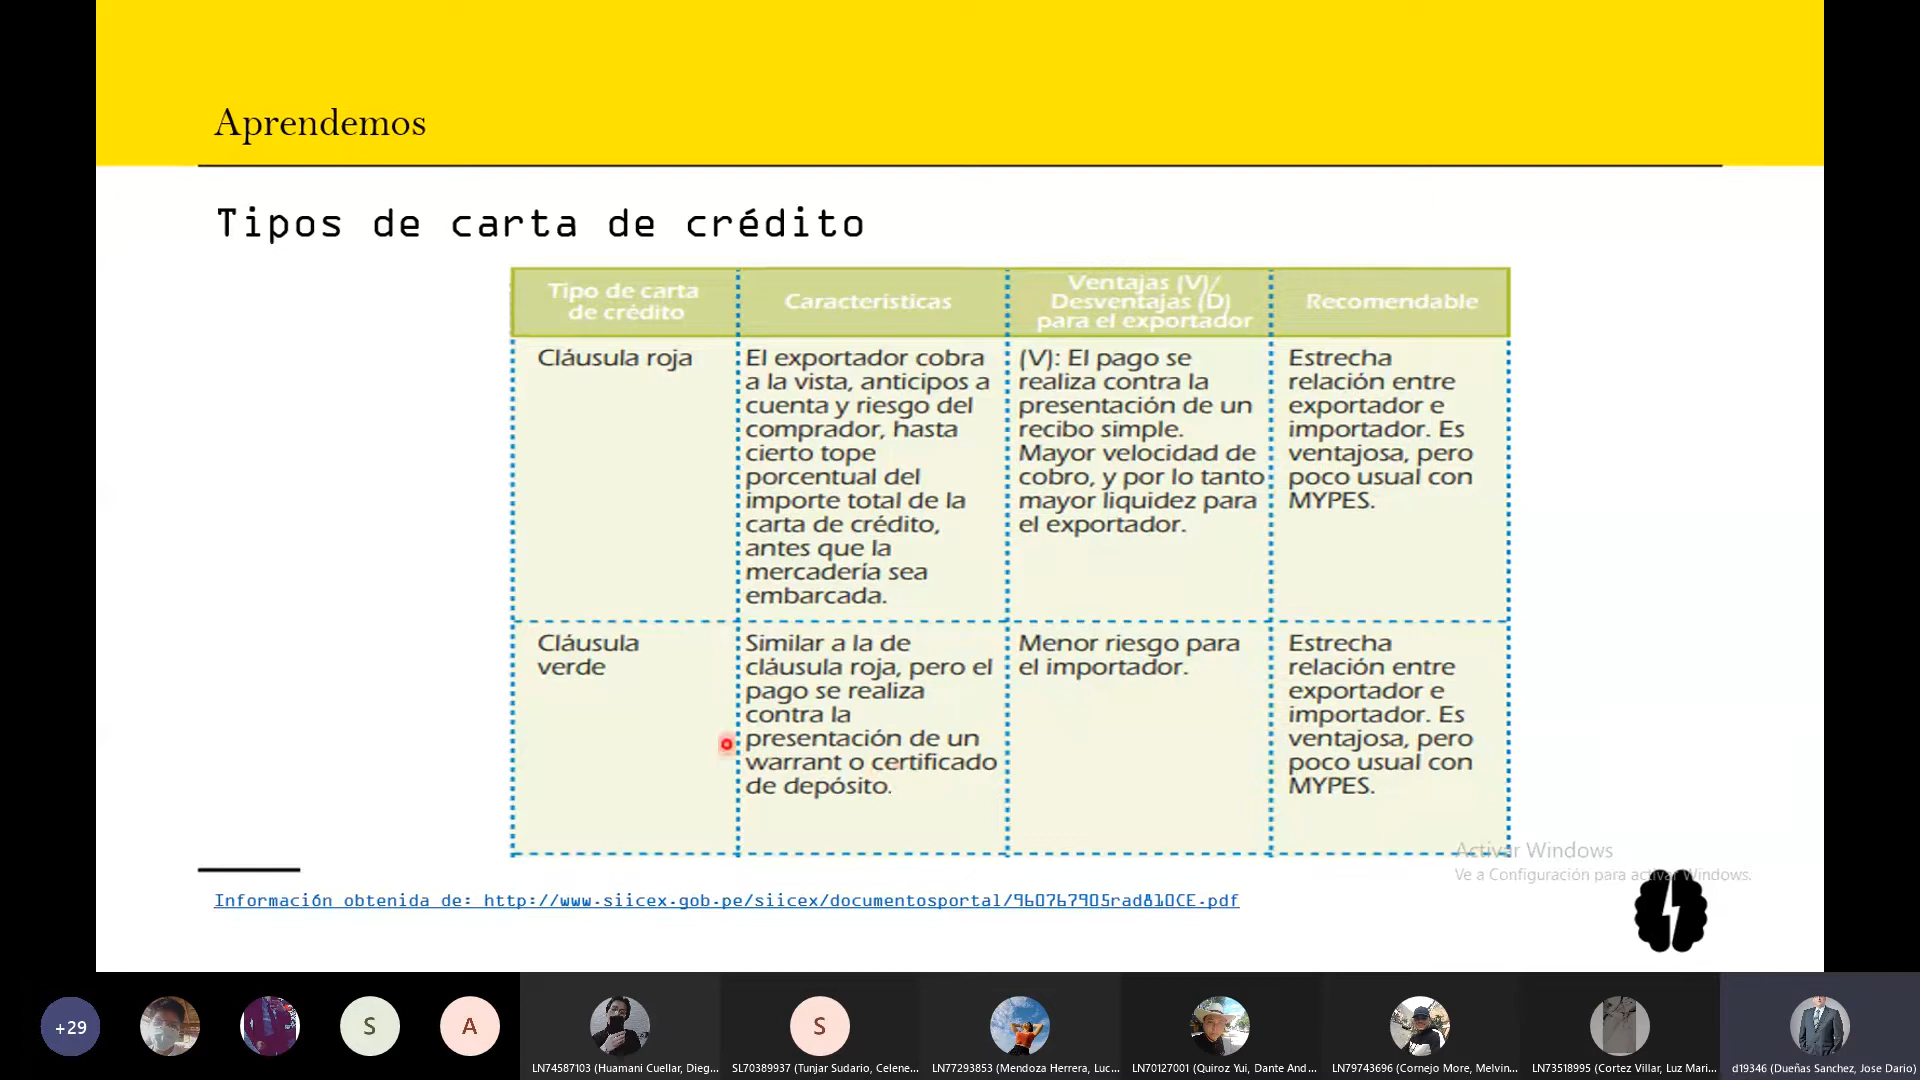 Aprendemos
Tipos de carta de crédito
Tipo de carta
de crédito
Características
Ventajas (V)/
Desventajas (D)
para el exportador
Recomendable
Cláusula roja
El exportador cobra
a la vista, anticipos a
cuenta y riesgo del
comprador, hasta
cierto tope
porcentual del
importe total de la
carta de crédito,
antes que la
mercadería sea
embarcada.
(V): El pago se
realiza contra la
presentación de un
recibo simple.
Mayor velocidad de
cobro, y por lo tanto
mayor liquidez para
el exportador.
Estrecha
relación entre
exportador e
importador. Es
ventajosa, pero
poco usual con
MYPES.
Cláusula
verde
Similar a la de
cláusula roja, pero el
pago se realiza
contra la
presentación de un
warrant o certificado
de depósito.
Menor riesgo para
el importador.
Estrecha
relación entre
exportador e
importador. Es
ventajosa, pero
poco usual con
MYPES.
Activar Windows
Ve a Configuración para activar Windows.
Información obtenida de: http://www.siicex.gob.pe/siicex/documentosportal/960767905rad810CE.pdf
+29
S
A
S
LN74587103 (Huamani Cuellar, Dieg...
SL70389937 (Tunjar Sudario, Celene...
LN77293853 (Mendoza Herrera, Luc...
LN70127001 (Quiroz Yui, Dante And...
LN79743696 (Cornejo More, Melvin...
LN73518995 (Cortez Villar, Luz Mari...
d19346 (Dueñas Sanchez, Jose Dario)